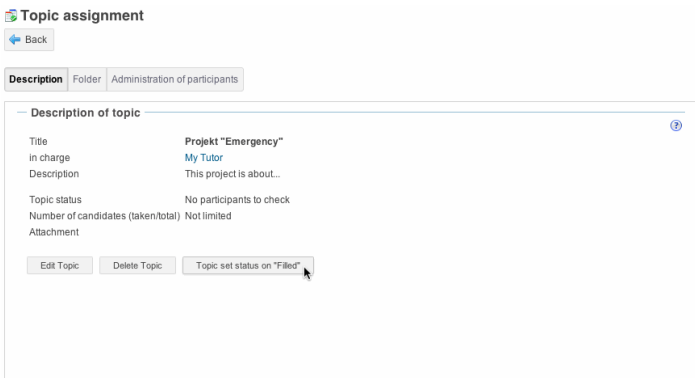 Topic assignment
Back
Description Folder Administration of participants
Description of topic
?
Title Projekt "Emergency"
in charge My Tutor
Description This project is about...
Topic status No participants to check
Number of candidates (taken/total) Not limited
Attachment
Edit Topic Delete Topic Topic set status on "Filled"